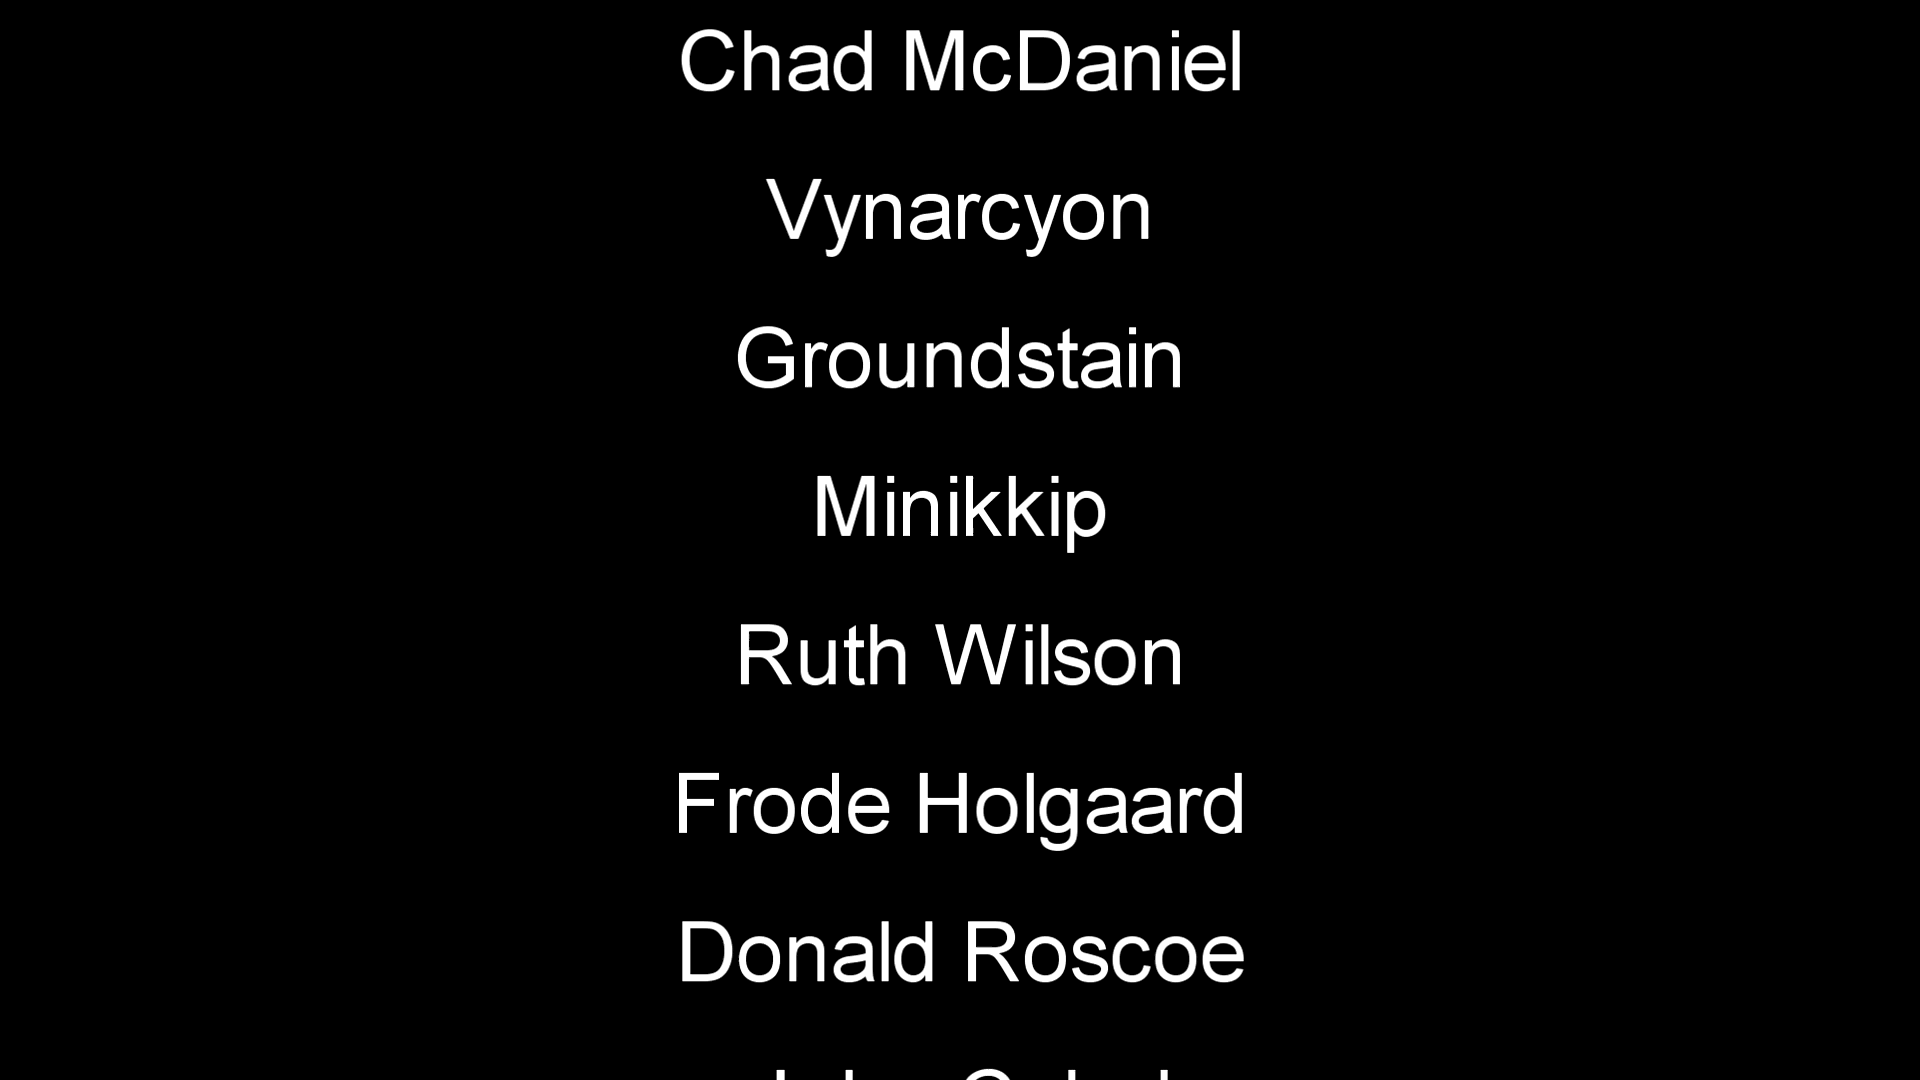 Chad McDaniel
Vynarcyon
Groundstain
Minikkip
Ruth Wilson
Frode Holgaard
Donald Roscoe